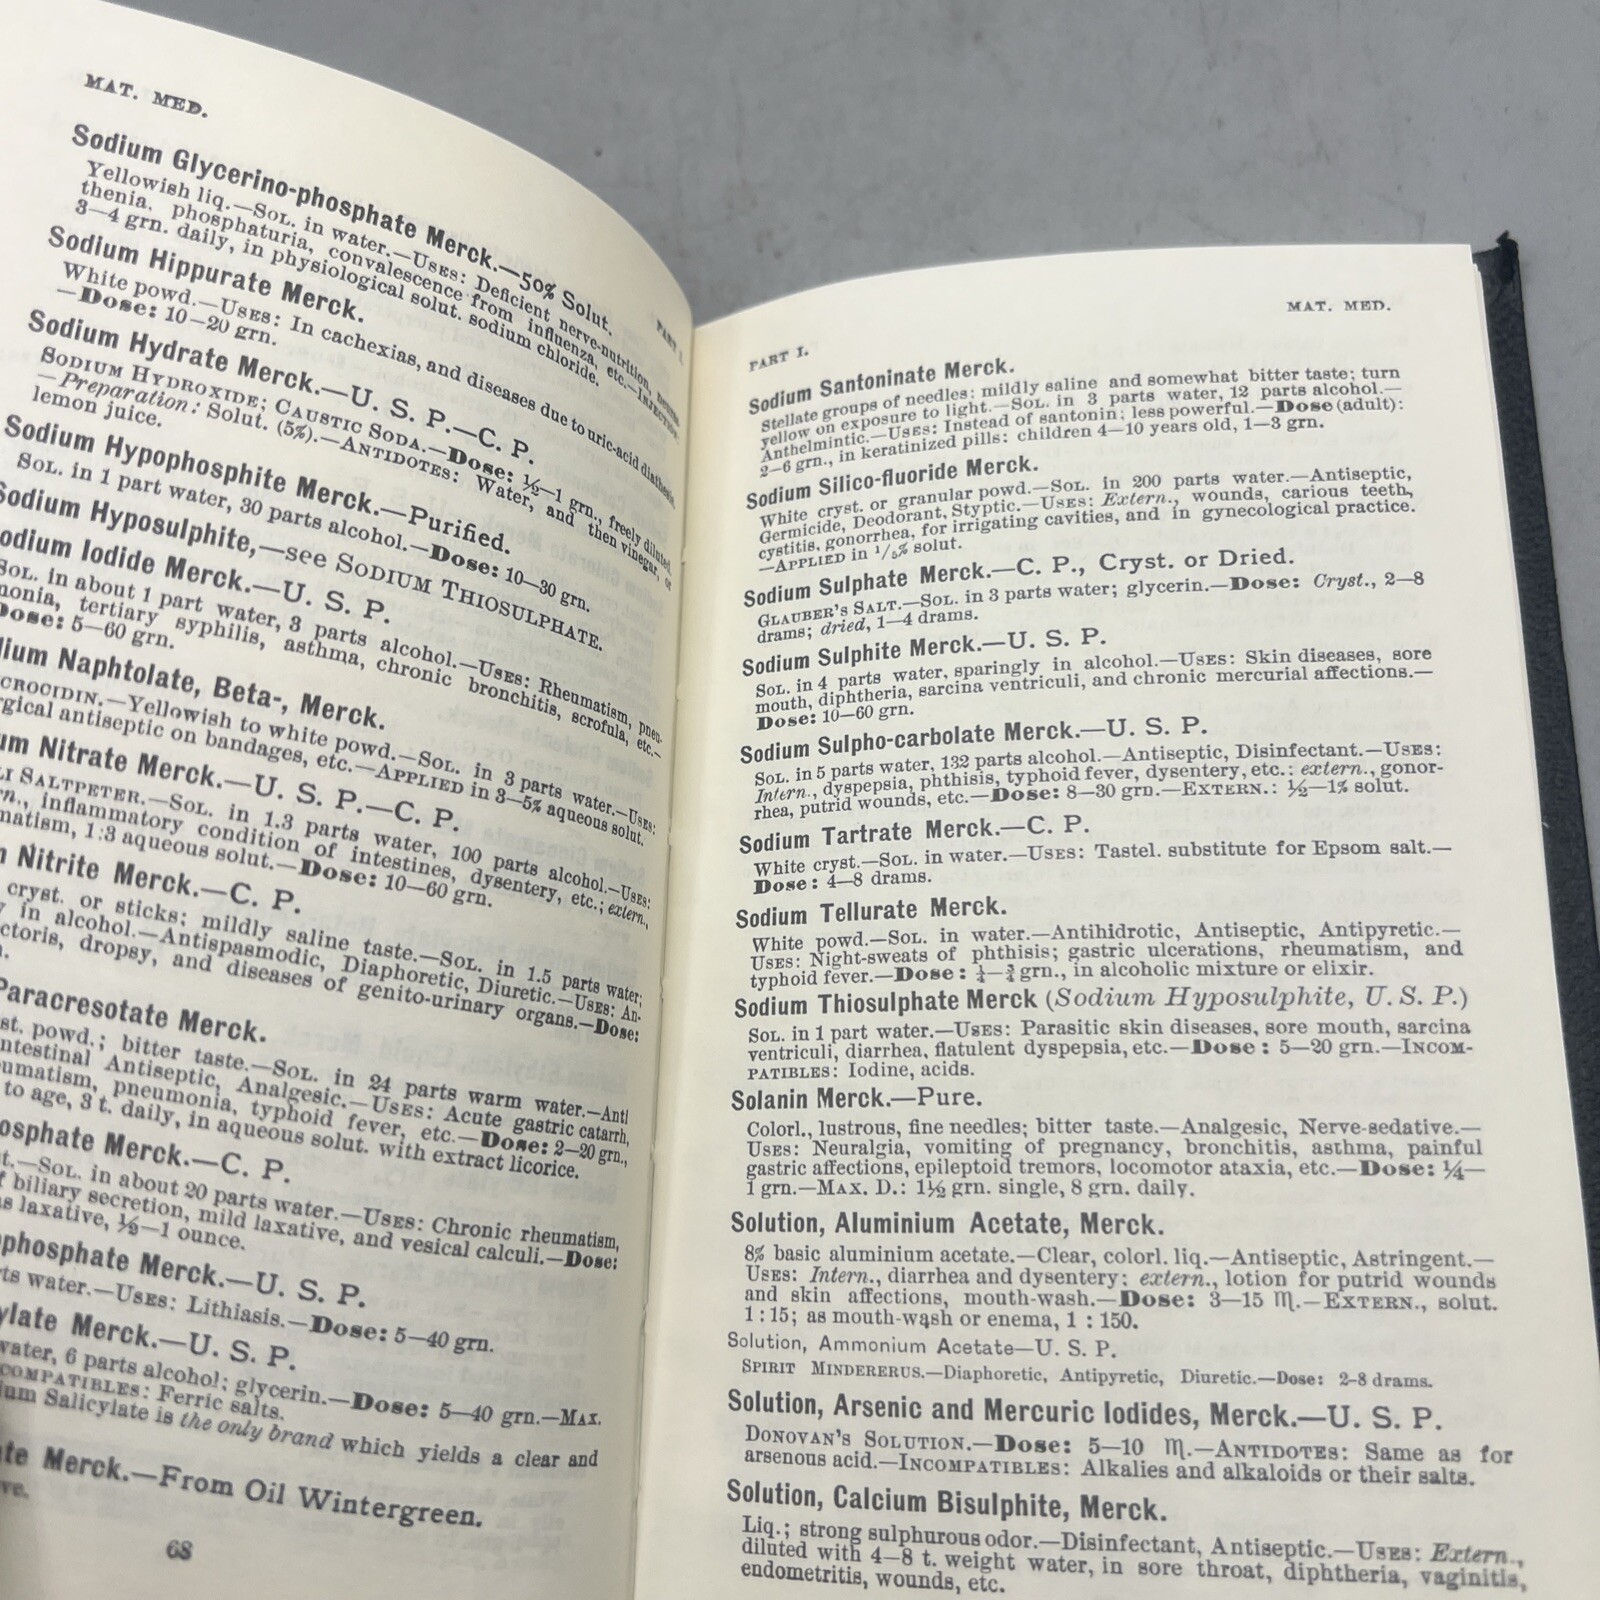 MAT. MED.
PART I.
Sodium Glycerino-phosphate Merck.—50% Solut.
Yellowish liq.—SOL. in water.—USES: Deficient nerve-nutrition,
thenia, phosphaturia, convalescence from influenza, etc.—INJECTION:
3—4 grn. daily, in physiological solut. sodium chloride.
Sodium Hippurate Merck.
White powd.—USES: In cachexias, and diseases due to uric-acid diathesis.
—Dose: 10—20 grn.
Sodium Hydrate Merck.—U. S. P.—C. P.
SODIUM HYDROXIDE; CAUSTIC SODA.—Dose: ½—1 grn., freely diluted.
—Preparation: Solut. (5%).—ANTIDOTES: Water, and then vinegar, or
lemon juice.
Sodium Hypophosphite Merck.—Purified.
SOL. in 1 part water, 30 parts alcohol.—Dose: 10—30 grn.
Sodium Hyposulphite,—see SODIUM THIOSULPHATE.
odium Iodide Merck.—U. S. P.
SOL. in about 1 part water, 3 parts alcohol.—USES: Rheumatism, pneu-
monia, tertiary syphilis, asthma, chronic bronchitis, scrofula, etc.—
Dose: 5—60 grn.
dium Naphtolate, Beta-, Merck.
CROCIDIN.—Yellowish to white powd.—SOL. in 3 parts water.—USES:
rgical antiseptic on bandages, etc.—APPLIED in 3—5% aqueous solut.
um Nitrate Merck.—U. S. P.—C. P.
LI SALTPETER.—SOL. in 1.3 parts water, 100 parts alcohol.—USES:
rn., inflammatory condition of intestines, dysentery, etc.; extern.,
matism, 1:3 aqueous solut.—Dose: 10—60 grn.
n Nitrite Merck.—C. P.
cryst. or sticks; mildly saline taste.—SOL. in 1.5 parts water;
y in alcohol.—Antispasmodic, Diaphoretic, Diuretic.—USES: An-
ctoris, dropsy, and diseases of genito-urinary organs.—Dose:
n.
Paracresotate Merck.
st. powd.; bitter taste.—SOL. in 24 parts warm water.—Anti
ntestinal Antiseptic, Analgesic.—USES: Acute gastric catarrh,
umatism, pneumonia, typhoid fever, etc.—Dose: 2—20 grn.,
to age, 3 t. daily, in aqueous solut. with extract licorice.
osphate Merck.—C. P.
t.—SOL. in about 20 parts water.—USES: Chronic rheumatism,
f biliary secretion, mild laxative, and vesical calculi.—Dose:
as laxative, ½—1 ounce.
ophosphate Merck.—U. S. P.
rts water.—USES: Lithiasis.—Dose: 5—40 grn.
ylate Merck.—U. S. P.
water, 6 parts alcohol; glycerin.—Dose: 5—40 grn.—MAX.
COMPATIBLES: Ferric salts.
ium Salicylate is the only brand which yields a clear and
ate Merck.—From Oil Wintergreen.
ve.
68
PART I.
MAT. MED.
Sodium Santoninate Merck.
Stellate groups of needles; mildly saline and somewhat bitter taste; turn
yellow on exposure to light.—SOL. in 3 parts water, 12 parts alcohol.—
Anthelmintic.—USES: Instead of santonin; less powerful.—Dose (adult):
2—6 grn., in keratinized pills; children 4—10 years old, 1—3 grn.
Sodium Silico-fluoride Merck.
White cryst. or granular powd.—SOL. in 200 parts water.—Antiseptic,
Germicide, Deodorant, Styptic.—USES: Extern., wounds, carious teeth,
cystitis, gonorrhea, for irrigating cavities, and in gynecological practice.
—APPLIED in 1/5% solut.
Sodium Sulphate Merck.—C. P., Cryst. or Dried.
GLAUBER'S SALT.—SOL. in 3 parts water; glycerin.—Dose: Cryst., 2—8
drams; dried, 1—4 drams.
Sodium Sulphite Merck.—U. S. P.
SOL. in 4 parts water, sparingly in alcohol.—USES: Skin diseases, sore
mouth, diphtheria, sarcina ventriculi, and chronic mercurial affections.—
Dose: 10—60 grn.
Sodium Sulpho-carbolate Merck.—U. S. P.
SOL. in 5 parts water, 132 parts alcohol.—Antiseptic, Disinfectant.—USES:
Intern., dyspepsia, phthisis, typhoid fever, dysentery, etc.; extern., gonor-
rhea, putrid wounds, etc.—Dose: 8—30 grn.—EXTERN.: ½—1% solut.
Sodium Tartrate Merck.—C. P.
White cryst.—SOL. in water.—USES: Tastel. substitute for Epsom salt.—
Dose: 4—8 drams.
Sodium Tellurate Merck.
White powd.—SOL. in water.—Antihidrotic, Antiseptic, Antipyretic.—
USES: Night-sweats of phthisis; gastric ulcerations, rheumatism, and
typhoid fever.—Dose: ¼—¾ grn., in alcoholic mixture or elixir.
Sodium Thiosulphate Merck (Sodium Hyposulphite, U. S. P.)
SOL. in 1 part water.—USES: Parasitic skin diseases, sore mouth, sarcina
ventriculi, diarrhea, flatulent dyspepsia, etc.—Dose: 5—20 grn.—INCOM-
PATIBLES: Iodine, acids.
Solanin Merck.—Pure.
Colorl., lustrous, fine needles; bitter taste.—Analgesic, Nerve-sedative.—
USES: Neuralgia, vomiting of pregnancy, bronchitis, asthma, painful
gastric affections, epileptoid tremors, locomotor ataxia, etc.—Dose: ¼—
1 grn.—MAX. D.: 1½ grn. single, 8 grn. daily.
Solution, Aluminium Acetate, Merck.
8% basic aluminium acetate.—Clear, colorl. liq.—Antiseptic, Astringent.—
USES: Intern., diarrhea and dysentery; extern., lotion for putrid wounds
and skin affections, mouth-wash.—Dose: 3—15 ♏.—EXTERN., solut.
1:15; as mouth-wash or enema, 1 : 150.
Solution, Ammonium Acetate—U. S. P.
SPIRIT MINDERERUS.—Diaphoretic, Antipyretic, Diuretic.—Dose: 2-8 drams.
Solution, Arsenic and Mercuric Iodides, Merck.—U. S. P.
DONOVAN'S SOLUTION.—Dose: 5—10 ♏.—ANTIDOTES: Same as for
arsenous acid.—INCOMPATIBLES: Alkalies and alkaloids or their salts.
Solution, Calcium Bisulphite, Merck.
Liq.; strong sulphurous odor.—Disinfectant, Antiseptic.—USES: Extern.,
diluted with 4—8 t. weight water, in sore throat, diphtheria, vaginitis,
endometritis, wounds, etc.